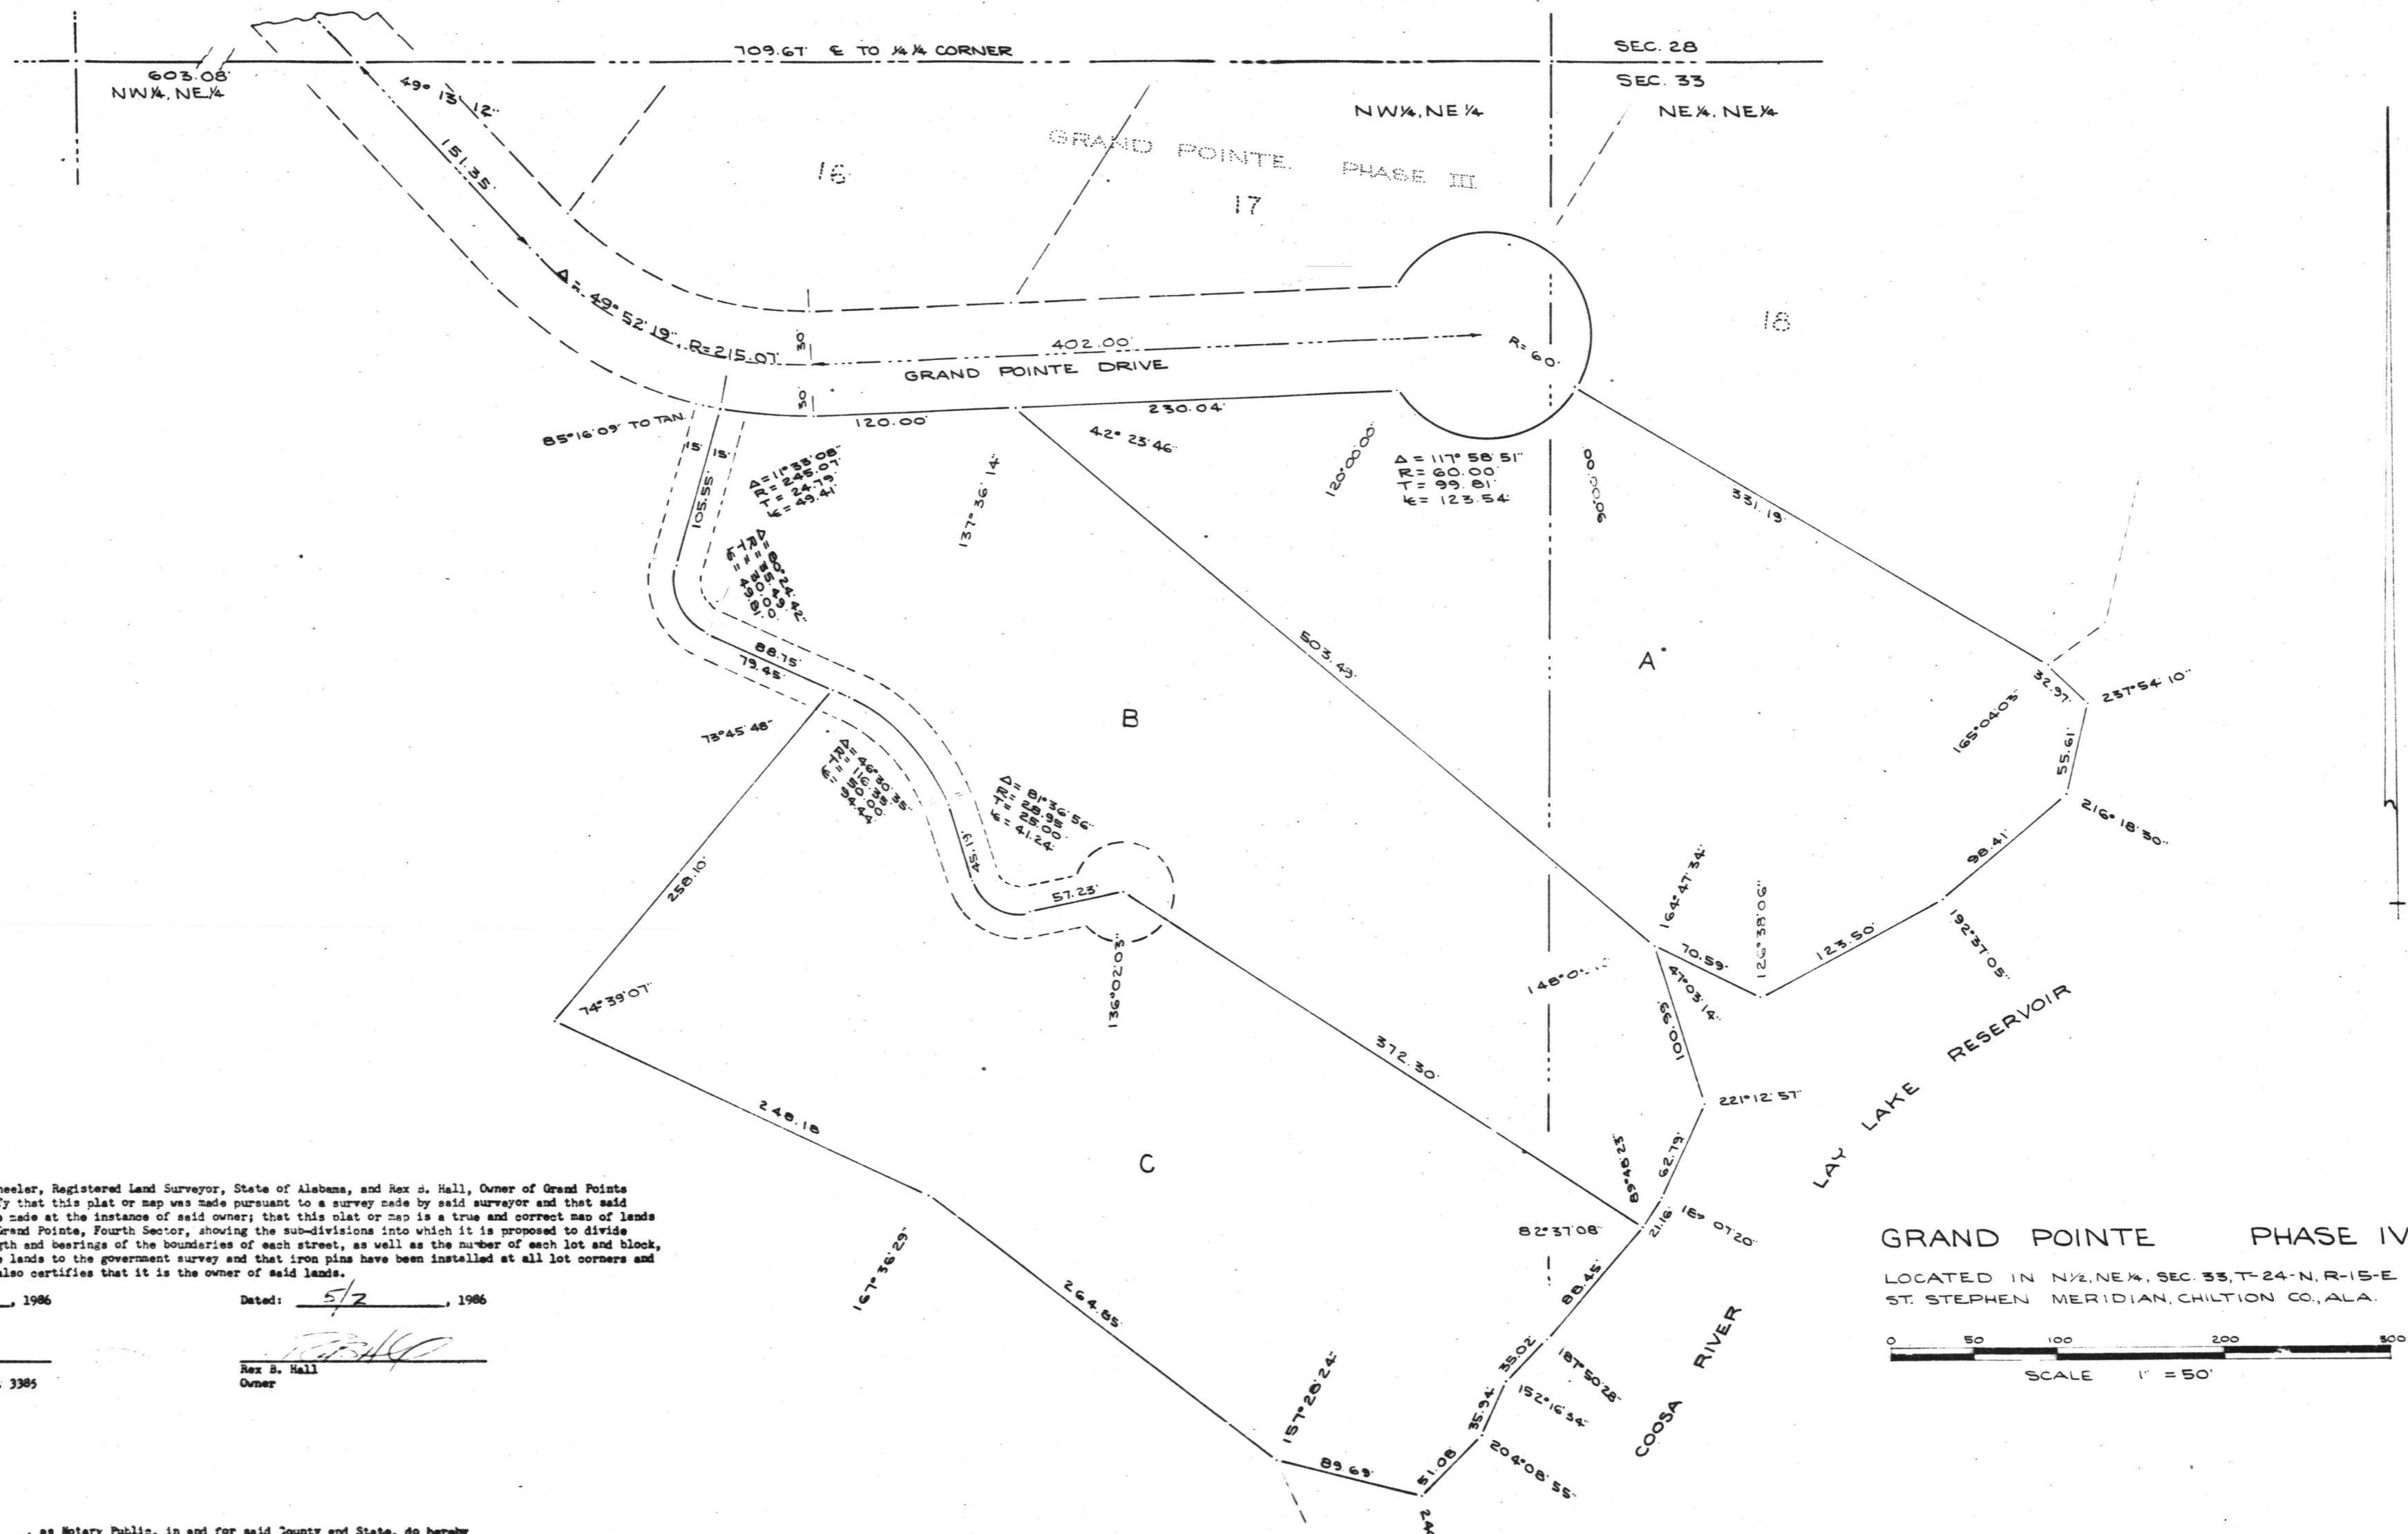 709.67' ℄ TO ¼ ¼ CORNER
SEC. 28
SEC. 33
603.08'
NW¼, NE¼
NW¼, NE¼
NE¼, NE¼
49° 13' 12"
151.35'
GRAND POINTE PHASE III
16
17
18
Δ = 49° 52' 19", R=215.07'
30'
402.00'
R= 60'
GRAND POINTE DRIVE
30'
120.00'
230.04'
85°16'09" TO TAN.
15' 15'
105.55'
Δ = 11°33'08"
R = 245.07'
T = 24.79'
℄ = 49.41'
137° 36' 14"
42° 23' 46"
120°00'00"
Δ = 117° 58' 51"
R = 60.00'
T = 99.81'
℄ = 123.54'
90°00'00"
331.19'
88.75'
79.45'
503.49'
A
32.97'
237°54'10"
165°04'03"
55.61'
B
73°45'48"
Δ = 46°30'35"
Δ = 81°36'56"
R = 28.95'
T = 25.00'
℄ = 41.24'
216° 18' 30"
98.41'
45.19'
258.10'
57.23'
164°47'34"
126°38'06"
123.50'
192°37'05"
70.59'
47°03'14"
136°02'03"
74°39'07"
100.99'
LAY LAKE RESERVOIR
372.30'
221°12'57"
248.18
C
89°48'23"
62.79'
82°37'08"
21.16'
07'20"
88.45'
167°36'29"
264.85'
35.02'
187°50'28"
152°16'34"
35.94'
204°08'55"
157°28'24"
89.69'
51.08'
COOSA RIVER
GRAND POINTE PHASE IV
LOCATED IN N½, NE¼, SEC. 33, T-24-N, R-15-E
ST. STEPHEN MERIDIAN, CHILTION CO., ALA.
0 50 100 200 300
SCALE 1" = 50'
heeler, Registered Land Surveyor, State of Alabama, and Rex B. Hall, Owner of Grand Points
fy that this plat or map was made pursuant to a survey made by said surveyor and that said
e made at the instance of said owner; that this plat or map is a true and correct map of lands
Grand Pointe, Fourth Sector, showing the sub-divisions into which it is proposed to divide
gth and bearings of the boundaries of each street, as well as the number of each lot and block,
e lands to the government survey and that iron pins have been installed at all lot corners and
also certifies that it is the owner of said lands.
, 1986
Dated: 5/2, 1986
. 3385
Rex B. Hall
Owner
, as Notary Public, in and for said County and State, do hereby